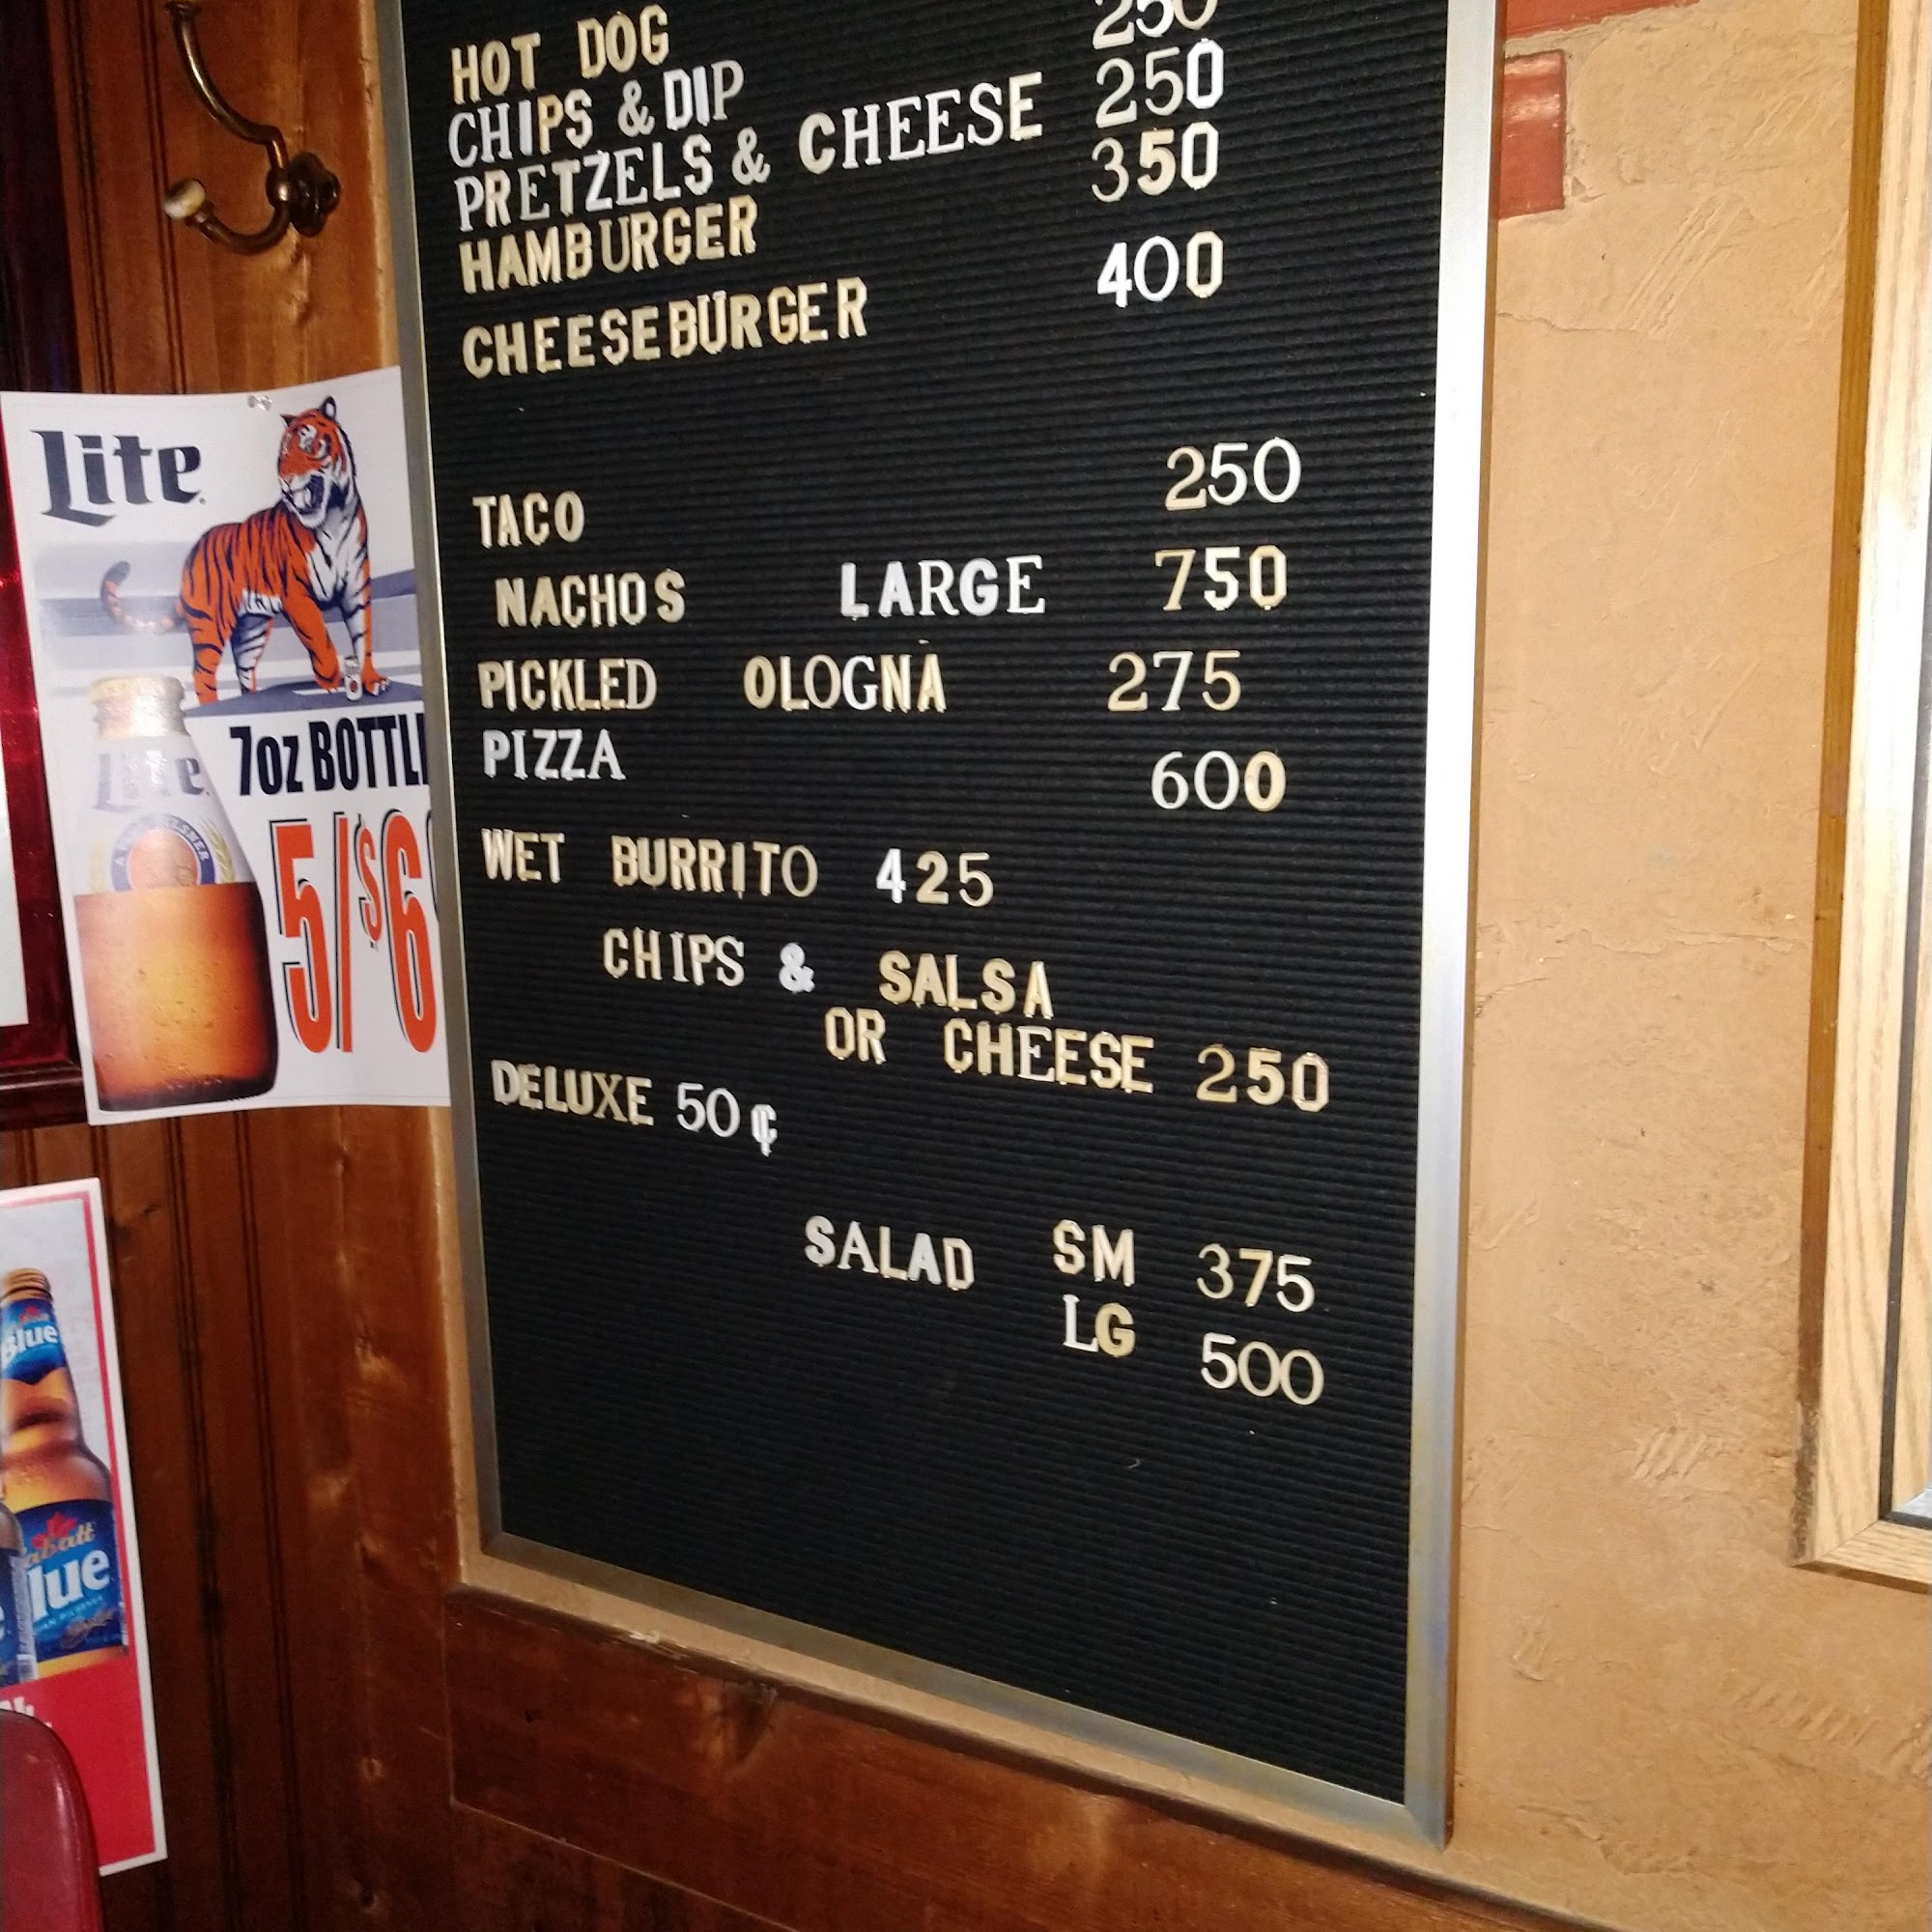 HOT DOG
CHIPS & DIP 250
PRETZELS & CHEESE 250
HAMBURGER 350
CHEESEBURGER 400
TACO 250
NACHOS LARGE 750
PICKLED OLOGNA 275
PIZZA 600
WET BURRITO 425
CHIPS & SALSA
OR CHEESE 250
DELUXE 50¢
SALAD SM 375
LG 500
Lite
Lite
7oz BOTTL
5/$6
Blue
lue